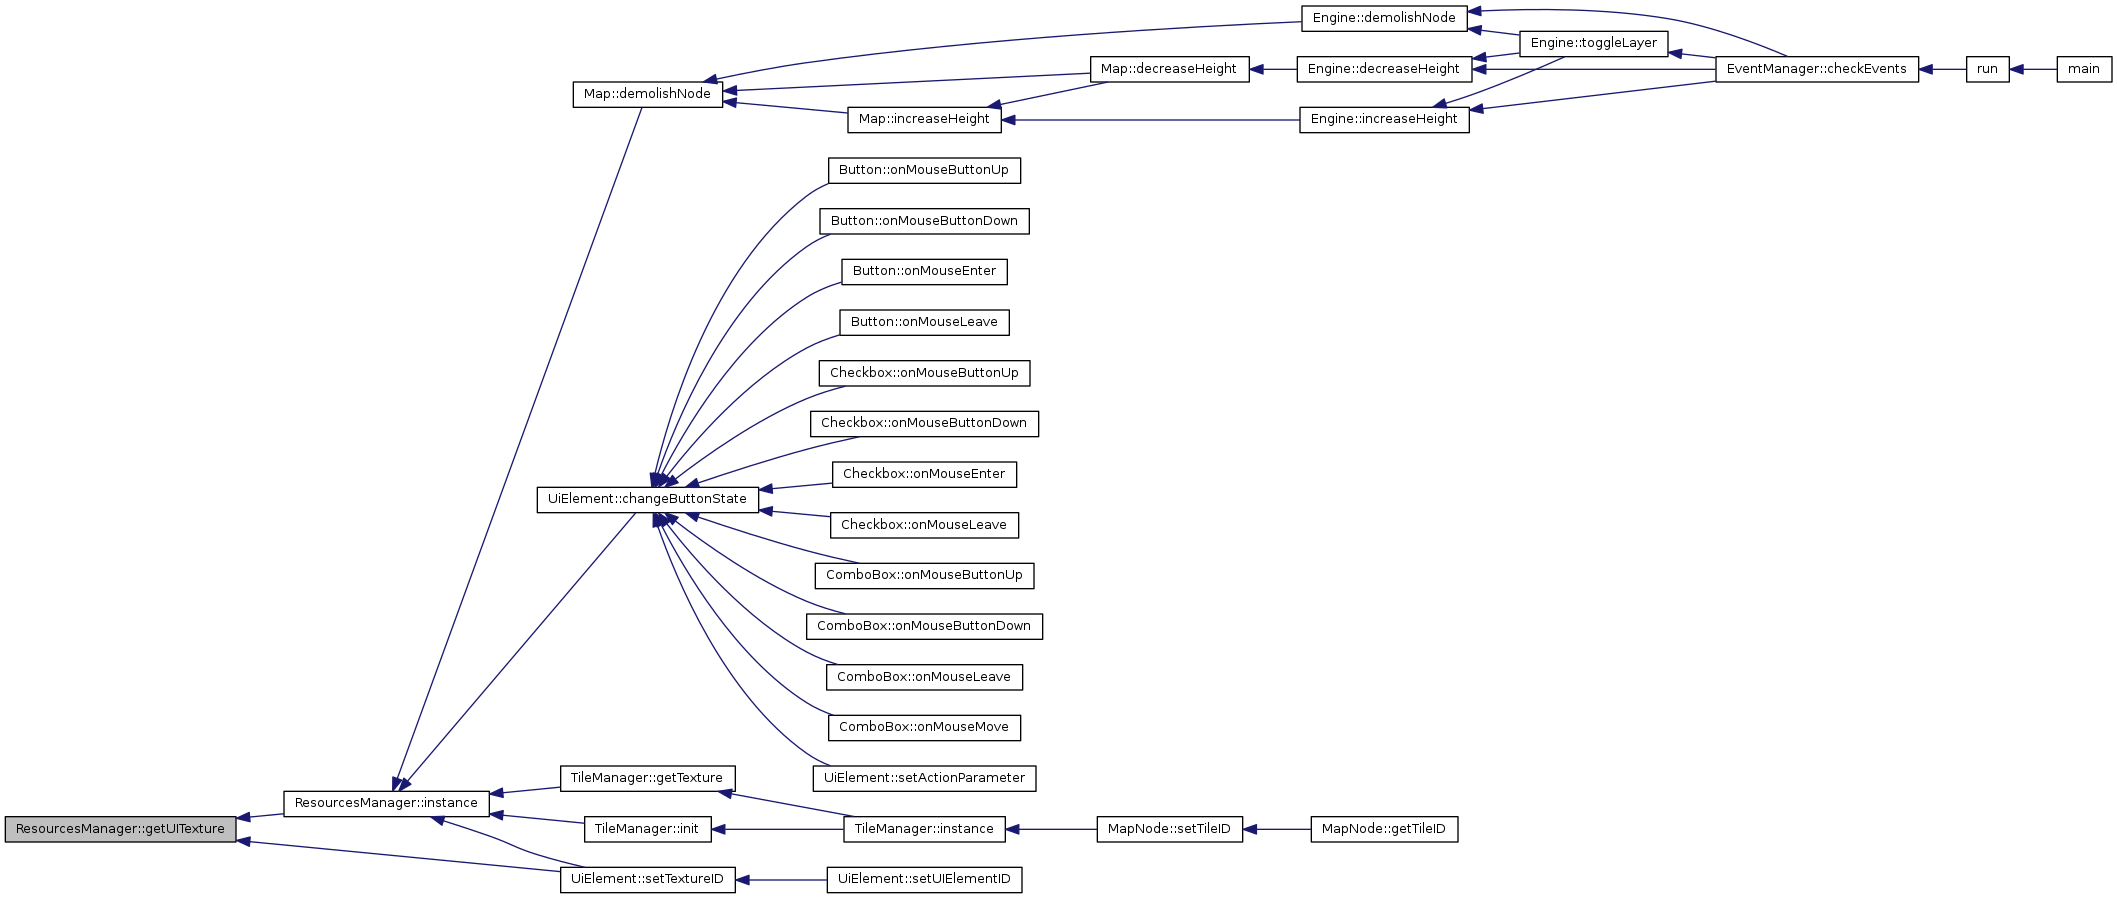 Engine::demolishNode
Engine::toggleLayer
Map::decreaseHeight
Engine::decreaseHeight
EventManager::checkEvents
run
main
Map::demolishNode
Map::increaseHeight
Engine::increaseHeight
Button::onMouseButtonUp
Button::onMouseButtonDown
Button::onMouseEnter
Button::onMouseLeave
Checkbox::onMouseButtonUp
Checkbox::onMouseButtonDown
Checkbox::onMouseEnter
UiElement::changeButtonState
Checkbox::onMouseLeave
ComboBox::onMouseButtonUp
ComboBox::onMouseButtonDown
ComboBox::onMouseLeave
ComboBox::onMouseMove
TileManager::getTexture
UiElement::setActionParameter
ResourcesManager::instance
ResourcesManager::getUITexture
TileManager::init
TileManager::instance
MapNode::setTileID
MapNode::getTileID
UiElement::setTextureID
UiElement::setUIElementID